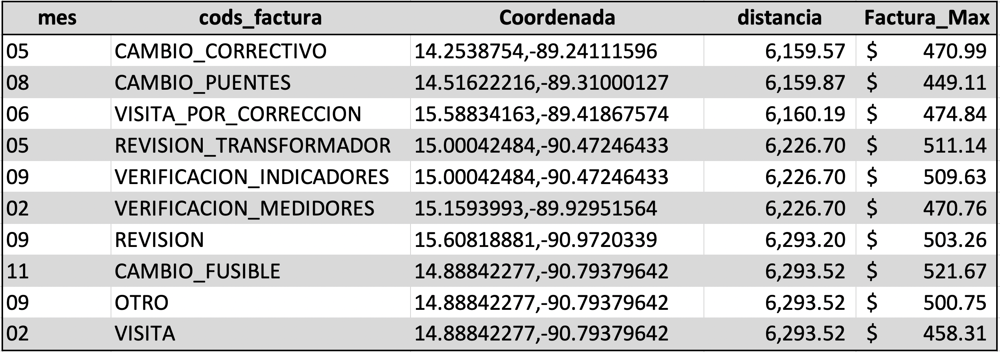 mes cods_factura Coordenada distancia Factura_Max
05 CAMBIO_CORRECTIVO 14.2538754,-89.24111596 6,159.57 $ 470.99
08 CAMBIO_PUENTES 14.51622216,-89.31000127 6,159.87 $ 449.11
06 VISITA_POR_CORRECCION 15.58834163,-89.41867574 6,160.19 $ 474.84
05 REVISION_TRANSFORMADOR 15.00042484,-90.47246433 6,226.70 $ 511.14
09 VERIFICACION_INDICADORES 15.00042484,-90.47246433 6,226.70 $ 509.63
02 VERIFICACION_MEDIDORES 15.1593993,-89.92951564 6,226.70 $ 470.76
09 REVISION 15.60818881,-90.9720339 6,293.20 $ 503.26
11 CAMBIO_FUSIBLE 14.88842277,-90.79379642 6,293.52 $ 521.67
09 OTRO 14.88842277,-90.79379642 6,293.52 $ 500.75
02 VISITA 14.88842277,-90.79379642 6,293.52 $ 458.31